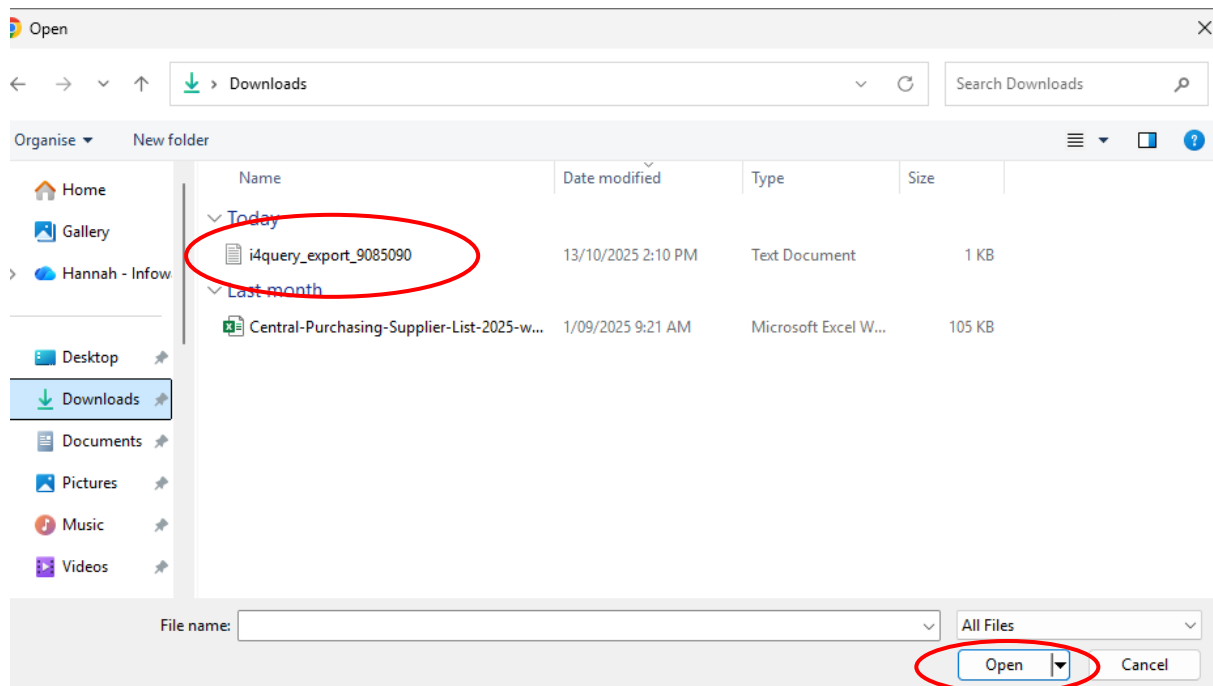 Open
Downloads
Search Downloads
Organise
New folder
Name
Date modified
Type
Size
Home
Gallery
Hannah - Infow
Desktop
Downloads
Documents
Pictures
Music
Videos
Today
i4query_export_9085090
13/10/2025 2:10 PM
Text Document
1 KB
Last month
Central-Purchasing-Supplier-List-2025-w...
1/09/2025 9:21 AM
Microsoft Excel W...
105 KB
File name:
All Files
Open
Cancel